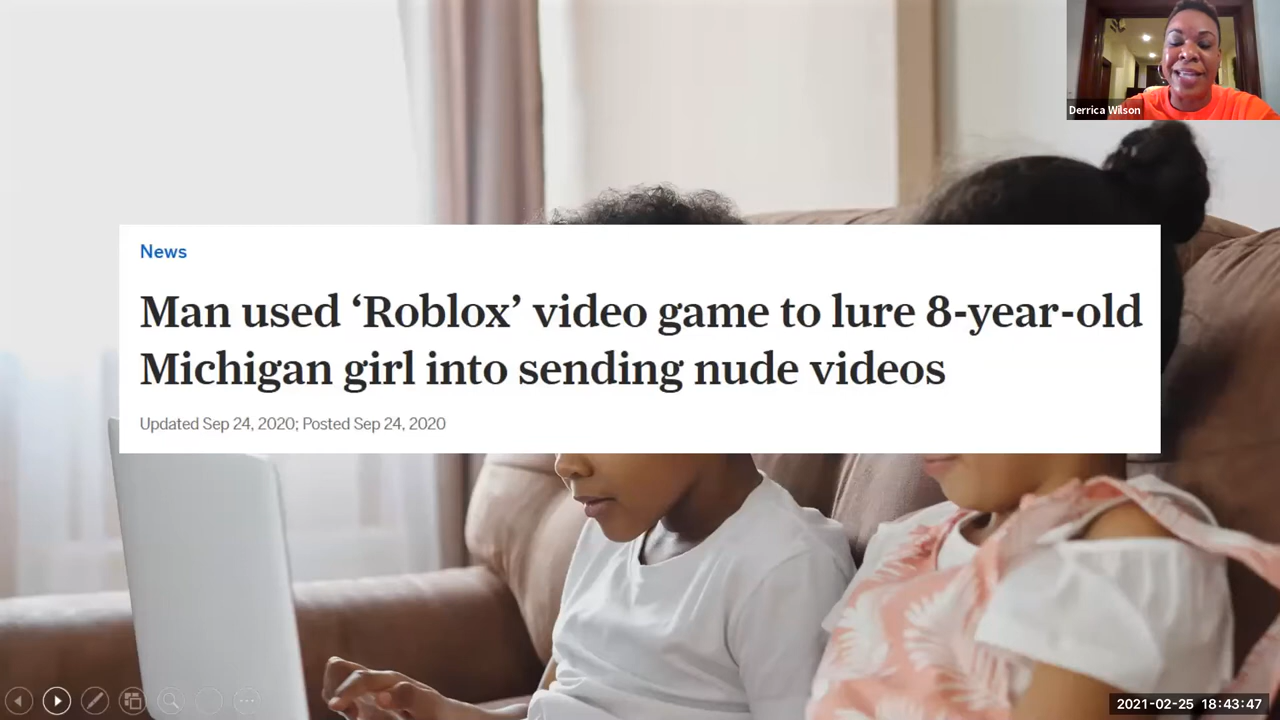 Derrica Wilson
News
Man used ‘Roblox’ video game to lure 8-year-old
Michigan girl into sending nude videos
Updated Sep 24, 2020; Posted Sep 24, 2020
2021-02-25 18:43:47